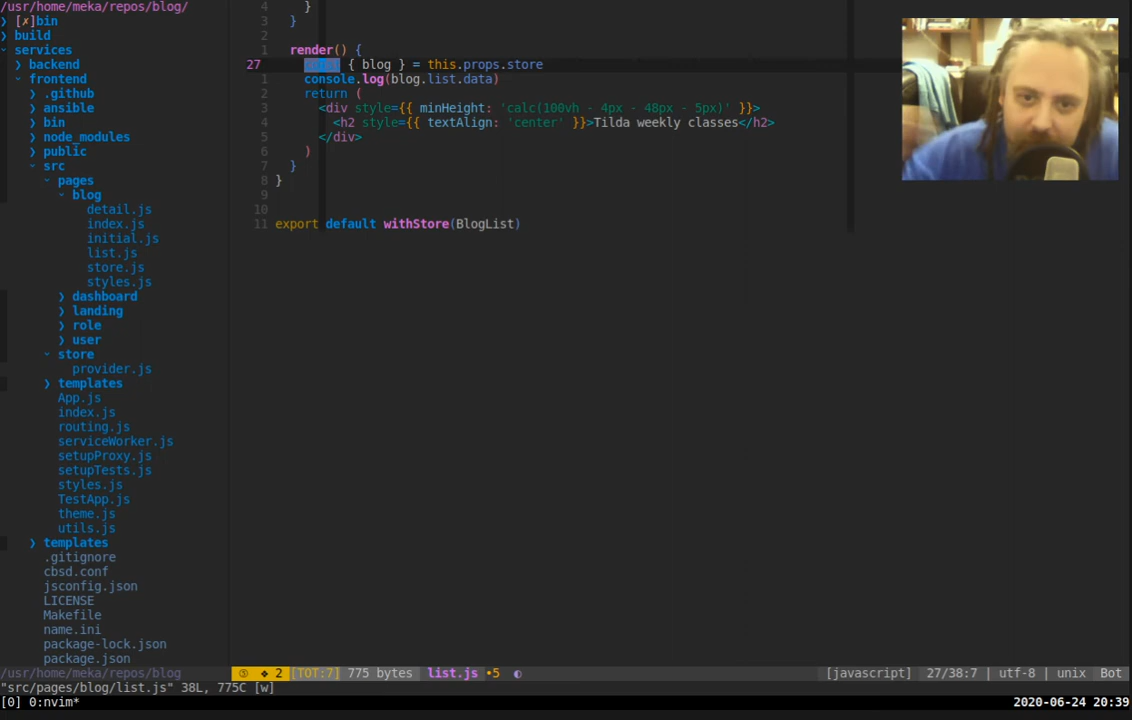 /usr/home/meka/repos/blog/
[✗]bin
build
services
backend
frontend
.github
ansible
bin
node_modules
public
src
pages
blog
detail.js
index.js
initial.js
list.js
store.js
styles.js
dashboard
landing
role
user
store
provider.js
templates
App.js
index.js
routing.js
serviceWorker.js
setupProxy.js
setupTests.js
styles.js
TestApp.js
theme.js
utils.js
templates
.gitignore
cbsd.conf
jsconfig.json
LICENSE
Makefile
name.ini
package-lock.json
package.json
/usr/home/meka/repos/blog
4 }
3 }
2
1 render() {
27 const { blog } = this.props.store
1 console.log(blog.list.data)
2 return (
3 <div style={{ minHeight: 'calc(100vh - 4px - 48px - 5px)' }}>
4 <h2 style={{ textAlign: 'center' }}>Tilda weekly classes</h2>
5 </div>
6 )
7 }
8 }
9
10
11 export default withStore(BlogList)
⑤ ❖ 2 [TOT:7] 775 bytes list.js •5 [javascript] 27/38:7 utf-8 unix Bot
"src/pages/blog/list.js" 38L, 775C [w]
[0] 0:nvim* 2020-06-24 20:39